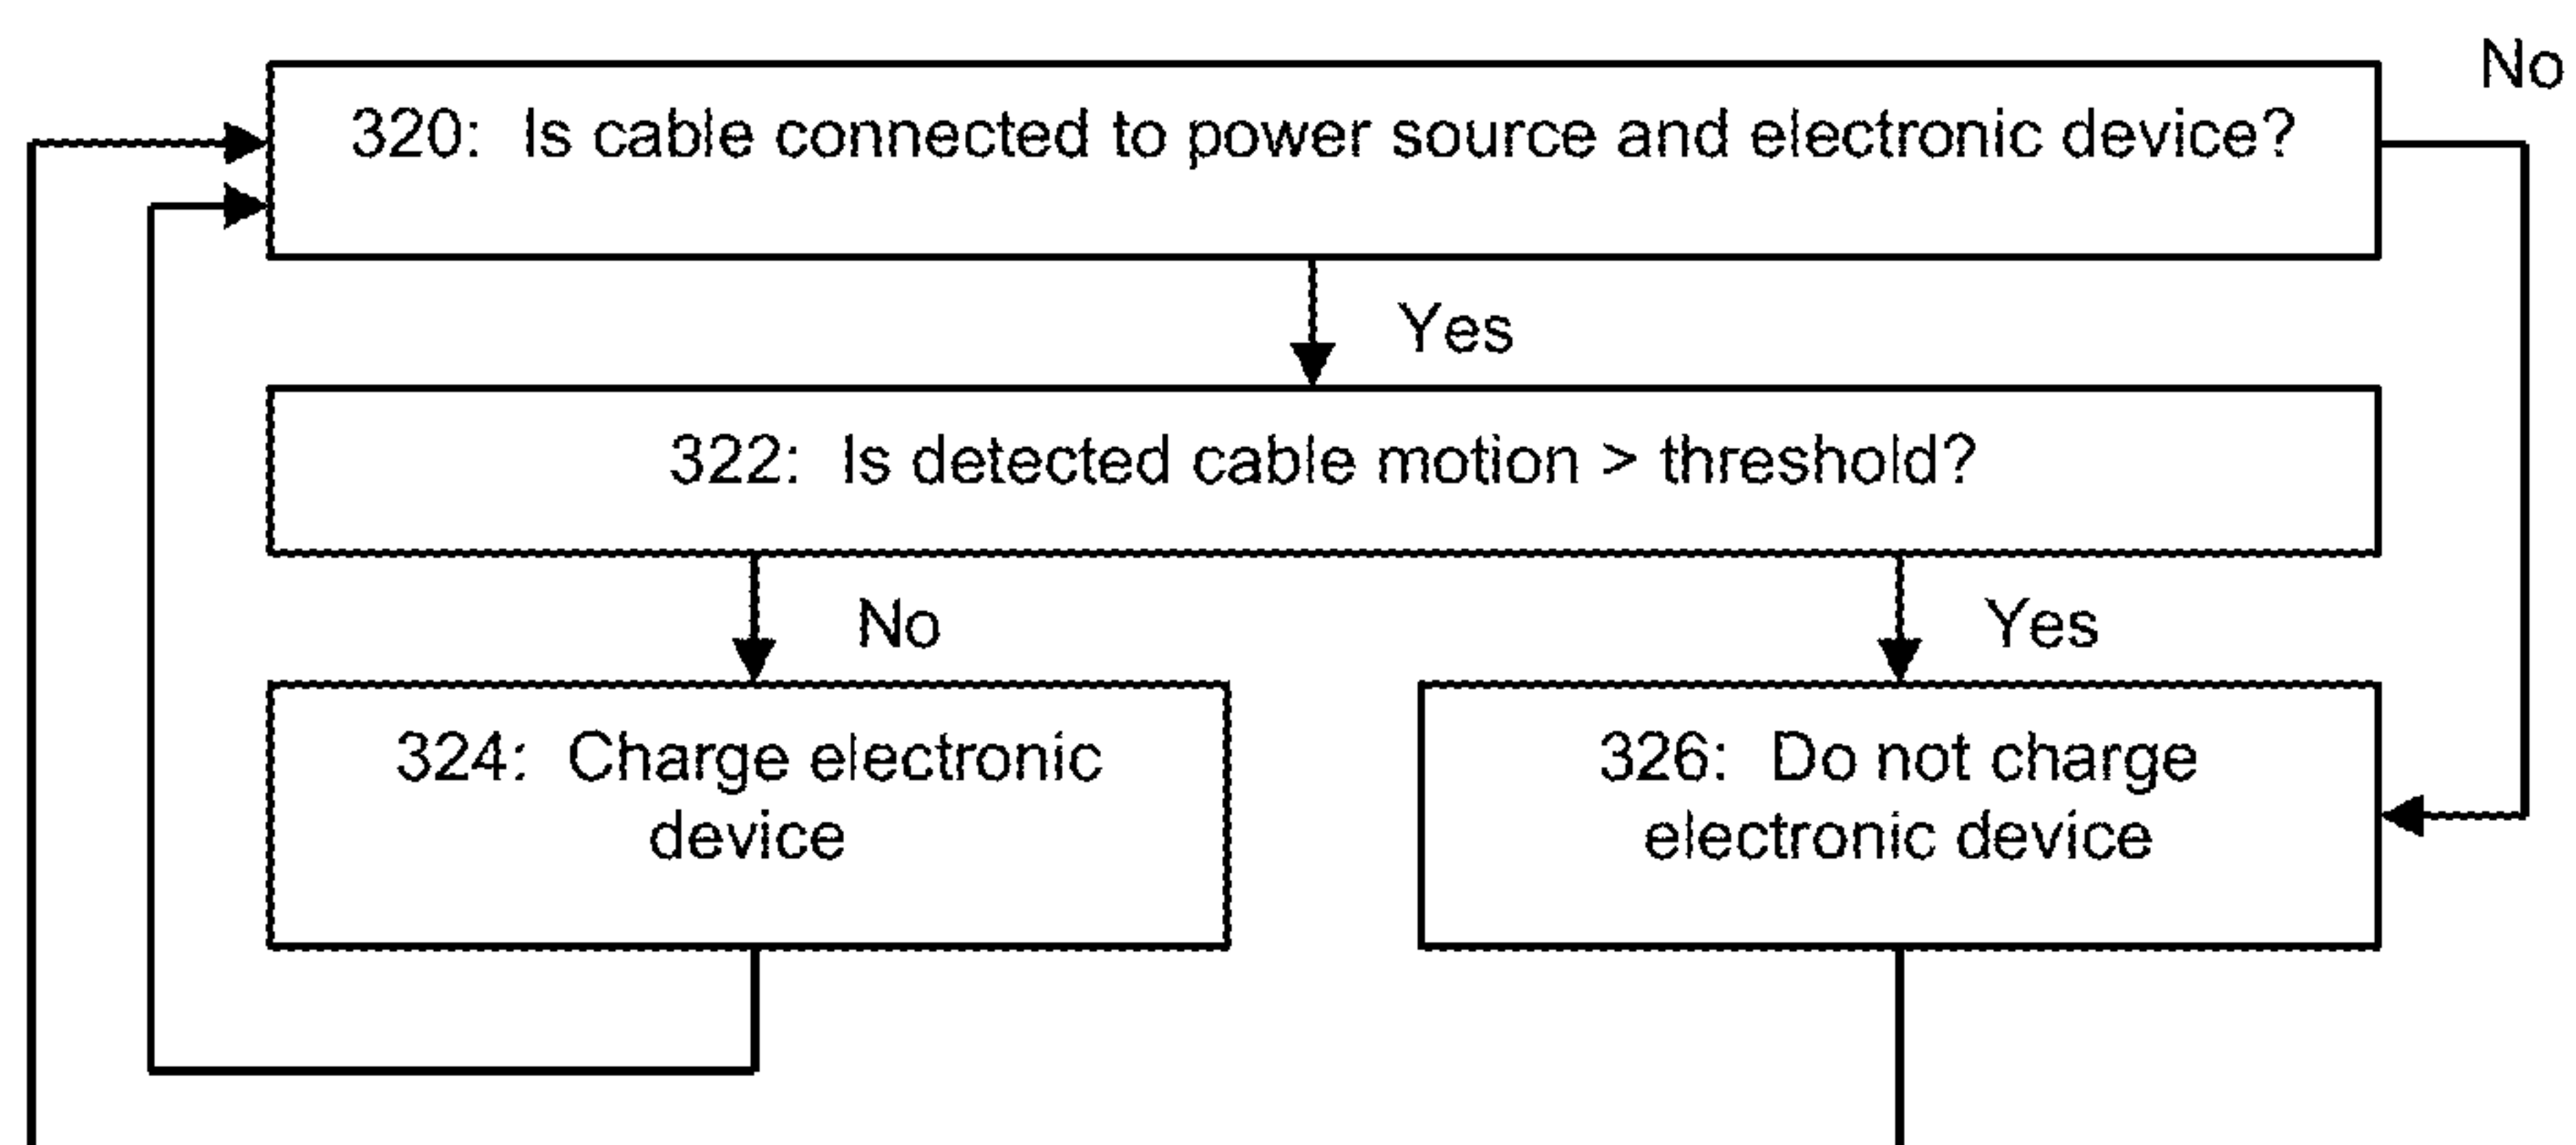 No
320: Is cable connected to power source and electronic device?
Yes
322: Is detected cable motion > threshold?
No
Yes
324: Charge electronic
device
326: Do not charge
electronic device